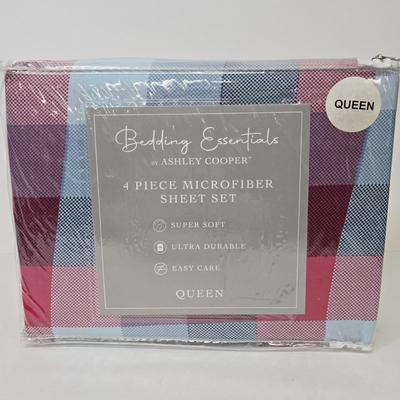 QUEEN
Bedding Essentials
BY ASHLEY COOPER™
4 PIECE MICROFIBER
SHEET SET
SUPER SOFT
ULTRA DURABLE
EASY CARE
QUEEN